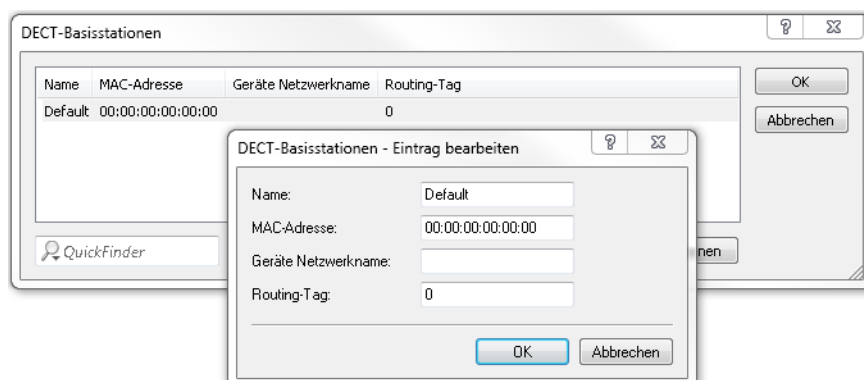 DECT-Basisstationen
Name MAC-Adresse Geräte Netzwerkname Routing-Tag
Default 00:00:00:00:00:00 0
OK
Abbrechen
QuickFinder
DECT-Basisstationen - Eintrag bearbeiten
Name: Default
MAC-Adresse: 00:00:00:00:00:00
Geräte Netzwerkname:
Routing-Tag: 0
OK Abbrechen